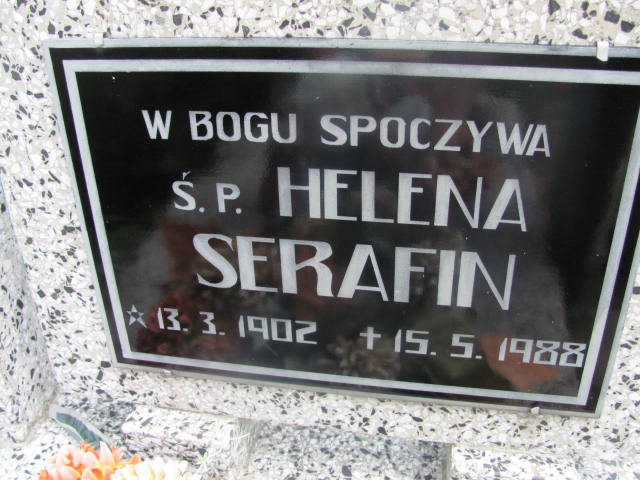 W BOGU SPOCZYWA
Ś. P. HELENA
SERAFIN
☆ 13. 3. 1902 ✝ 15. 5. 1988